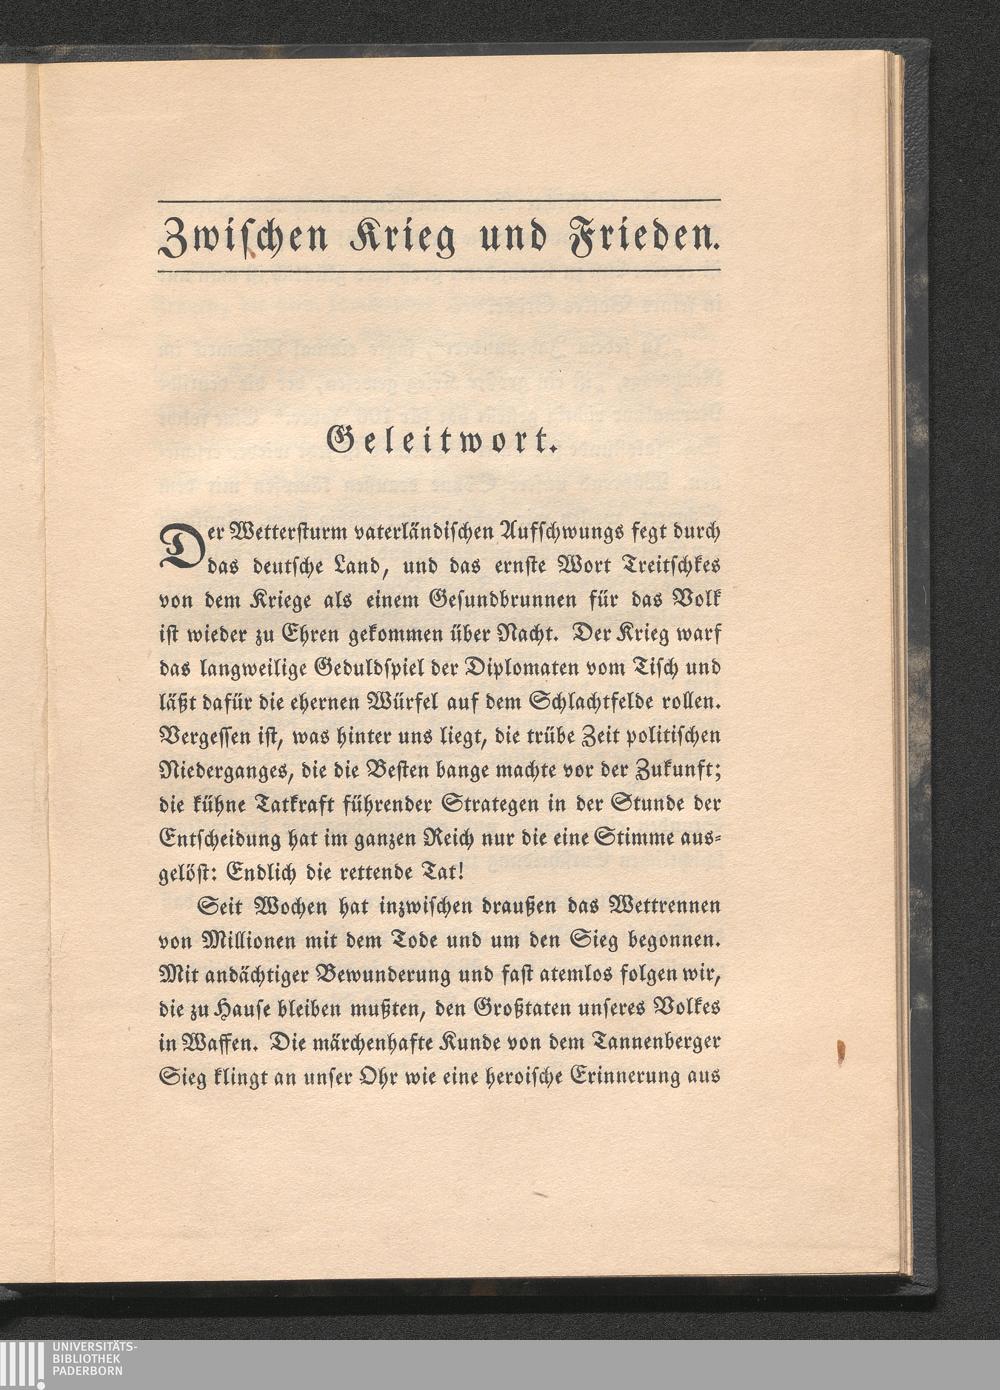 Zwischen Krieg und Frieden.
Geleitwort.
Der Wettersturm vaterländischen Aufschwungs fegt durch
das deutsche Land, und das ernste Wort Treitschkes
von dem Kriege als einem Gesundbrunnen für das Volk
ist wieder zu Ehren gekommen über Nacht. Der Krieg warf
das langweilige Geduldspiel der Diplomaten vom Tisch und
läßt dafür die ehernen Würfel auf dem Schlachtfelde rollen.
Vergessen ist, was hinter uns liegt, die trübe Zeit politischen
Niederganges, die die Besten bange machte vor der Zukunft;
die kühne Tatkraft führender Strategen in der Stunde der
Entscheidung hat im ganzen Reich nur die eine Stimme aus-
gelöst: Endlich die rettende Tat!
Seit Wochen hat inzwischen draußen das Wettrennen
von Millionen mit dem Tode und um den Sieg begonnen.
Mit andächtiger Bewunderung und fast atemlos folgen wir,
die zu Hause bleiben mußten, den Großtaten unseres Volkes
in Waffen. Die märchenhafte Kunde von dem Tannenberger
Sieg klingt an unser Ohr wie eine heroische Erinnerung aus
UNIVERSITÄTS-
BIBLIOTHEK
PADERBORN